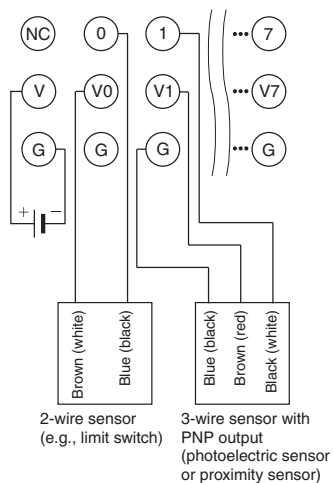 NC 0 1 ••• 7
V V0 V1 ••• V7
G G G ••• G
+ −
Brown (white)
Blue (black)
Blue (black)
Brown (red)
Black (white)
2-wire sensor
(e.g., limit switch)
3-wire sensor with
PNP output
(photoelectric sensor
or proximity sensor)